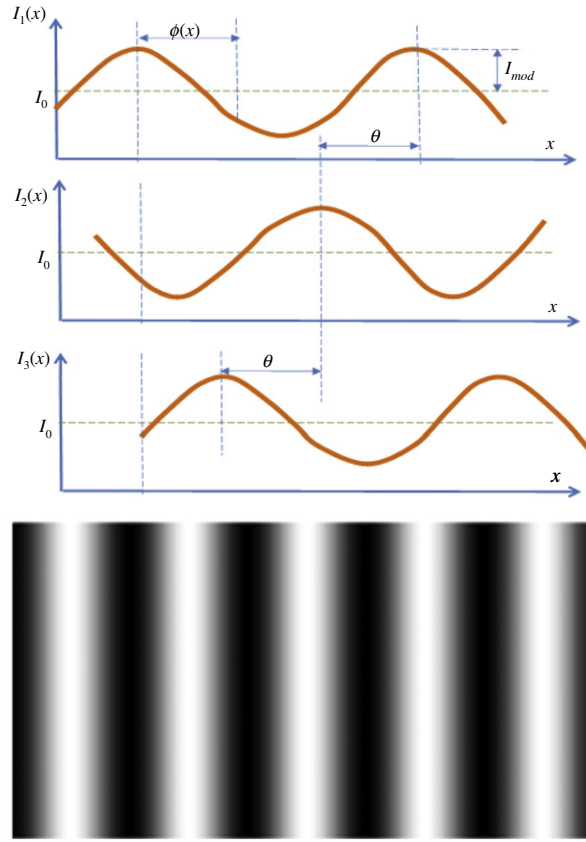 I₁(x)
ϕ(x)
I₀
Iₘₒd
θ
x
I₂(x)
I₀
x
I₃(x)
θ
I₀
x